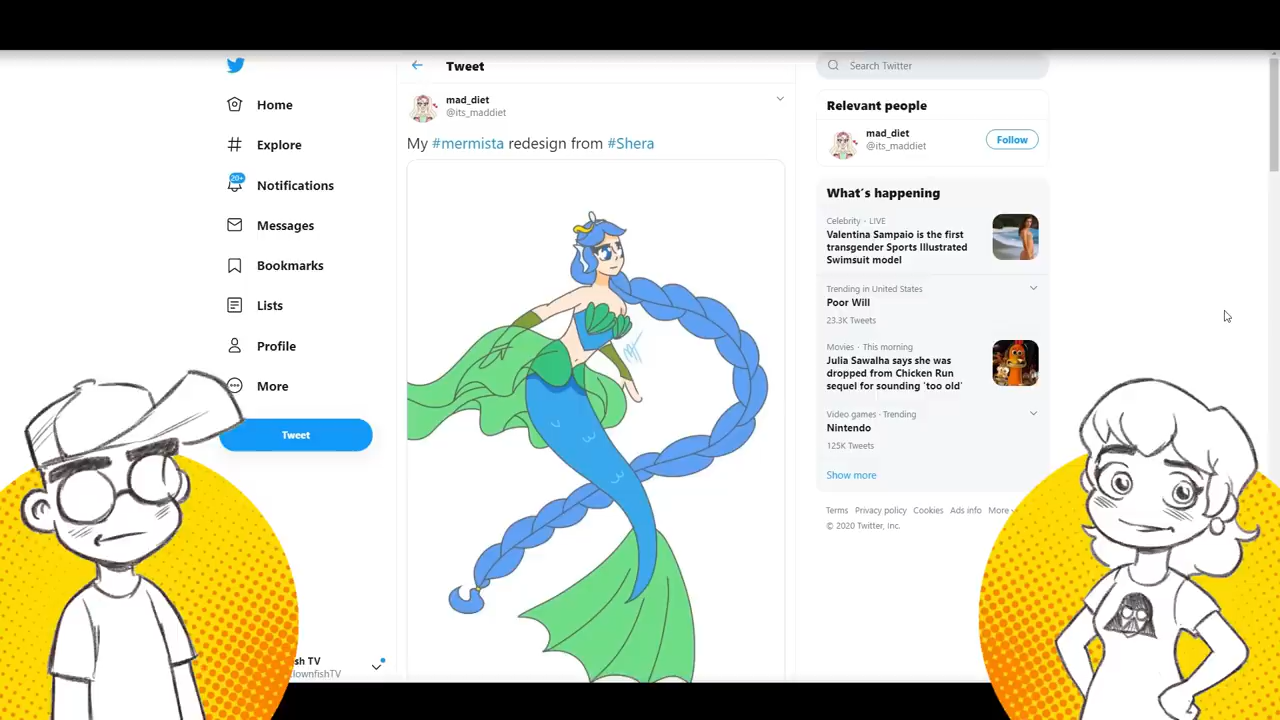 Home
Explore
20+
Notifications
Messages
Bookmarks
Lists
Profile
More
Tweet
sh TV
lownfishTV
Tweet
mad_diet
@its_maddiet
My #mermista redesign from #Shera
Search Twitter
Relevant people
mad_diet
@its_maddiet
Follow
What's happening
Celebrity · LIVE
Valentina Sampaio is the first
transgender Sports Illustrated
Swimsuit model
Trending in United States
Poor Will
23.3K Tweets
Movies · This morning
Julia Sawalha says she was
dropped from Chicken Run
sequel for sounding 'too old'
Video games · Trending
Nintendo
125K Tweets
Show more
Terms Privacy policy Cookies Ads info More
© 2020 Twitter, Inc.